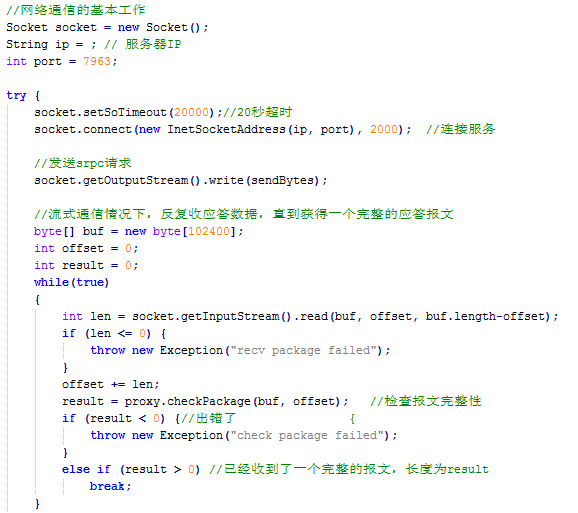 //网络通信的基本工作
Socket socket = new Socket();
String ip = ; // 服务器IP
int port = 7963;
try {
socket.setSoTimeout(20000);//20秒超时
socket.connect(new InetSocketAddress(ip, port), 2000); //连接服务
//发送srpc请求
socket.getOutputStream().write(sendBytes);
//流式通信情况下，反复收应答数据，直到获得一个完整的应答报文
byte[] buf = new byte[102400];
int offset = 0;
int result = 0;
while(true)
{
int len = socket.getInputStream().read(buf, offset, buf.length-offset);
if (len <= 0) {
throw new Exception("recv package failed");
}
offset += len;
result = proxy.checkPackage(buf, offset); //检查报文完整性
if (result < 0) {//出错了 {
throw new Exception("check package failed");
}
else if (result > 0) //已经收到了一个完整的报文，长度为result
break;
}